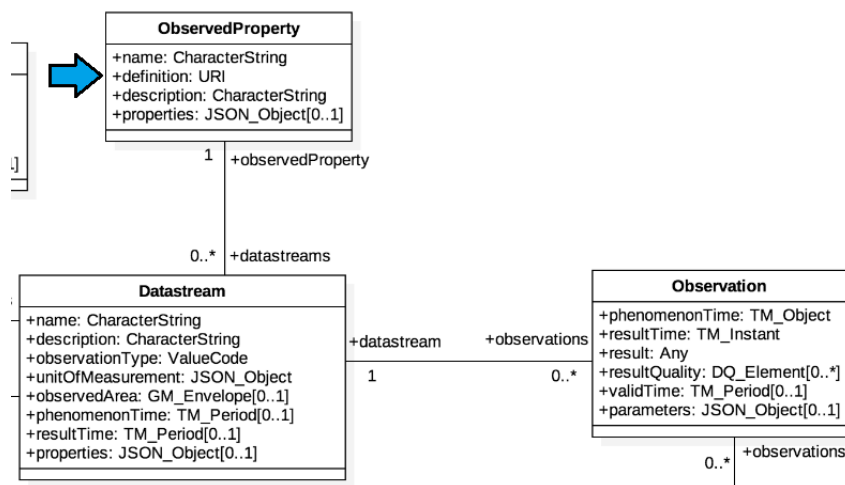 ObservedProperty
+name: CharacterString
+definition: URI
+description: CharacterString
+properties: JSON_Object[0..1]
1
+observedProperty
0..*
+datastreams
Datastream
+name: CharacterString
+description: CharacterString
+observationType: ValueCode
+unitOfMeasurement: JSON_Object
+observedArea: GM_Envelope[0..1]
+phenomenonTime: TM_Period[0..1]
+resultTime: TM_Period[0..1]
+properties: JSON_Object[0..1]
+datastream
1
+observations
0..*
Observation
+phenomenonTime: TM_Object
+resultTime: TM_Instant
+result: Any
+resultQuality: DQ_Element[0..*]
+validTime: TM_Period[0..1]
+parameters: JSON_Object[0..1]
+observations
0..*